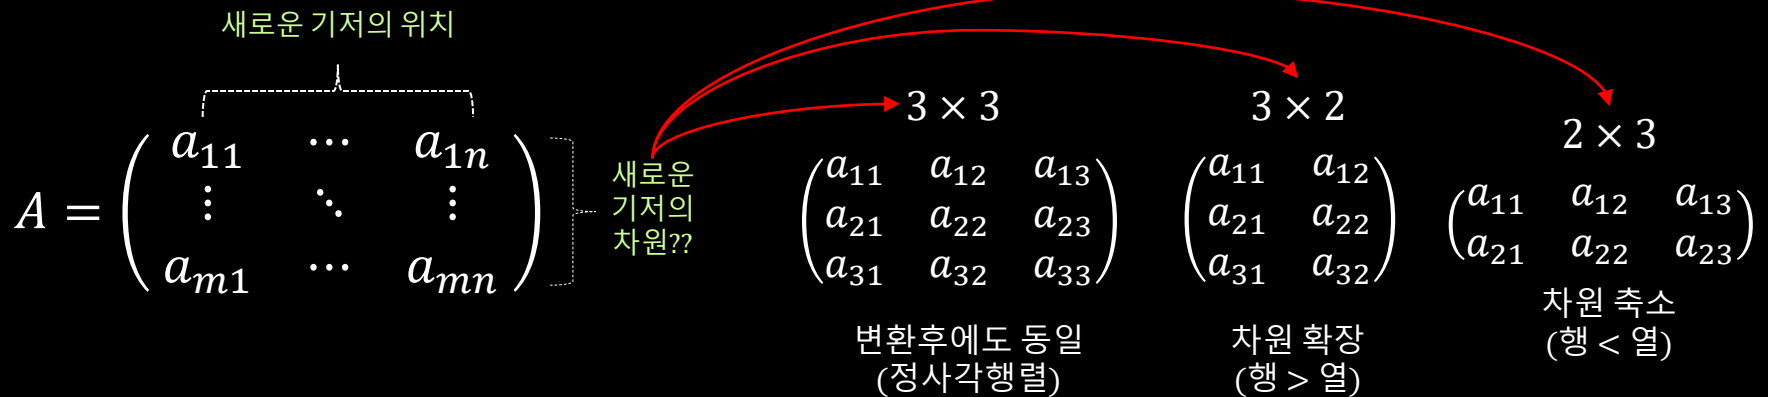 새로운 기저의 위치
A = ( a₁₁ ⋯ a₁ₙ
⋮ ⋱ ⋮
aₘ₁ ⋯ aₘₙ )
새로운
기저의
차원??
3 × 3
( a₁₁ a₁₂ a₁₃
a₂₁ a₂₂ a₂₃
a₃₁ a₃₂ a₃₃ )
변환후에도 동일
(정사각행렬)
3 × 2
( a₁₁ a₁₂
a₂₁ a₂₂
a₃₁ a₃₂ )
차원 확장
(행 > 열)
2 × 3
( a₁₁ a₁₂ a₁₃
a₂₁ a₂₂ a₂₃ )
차원 축소
(행 < 열)